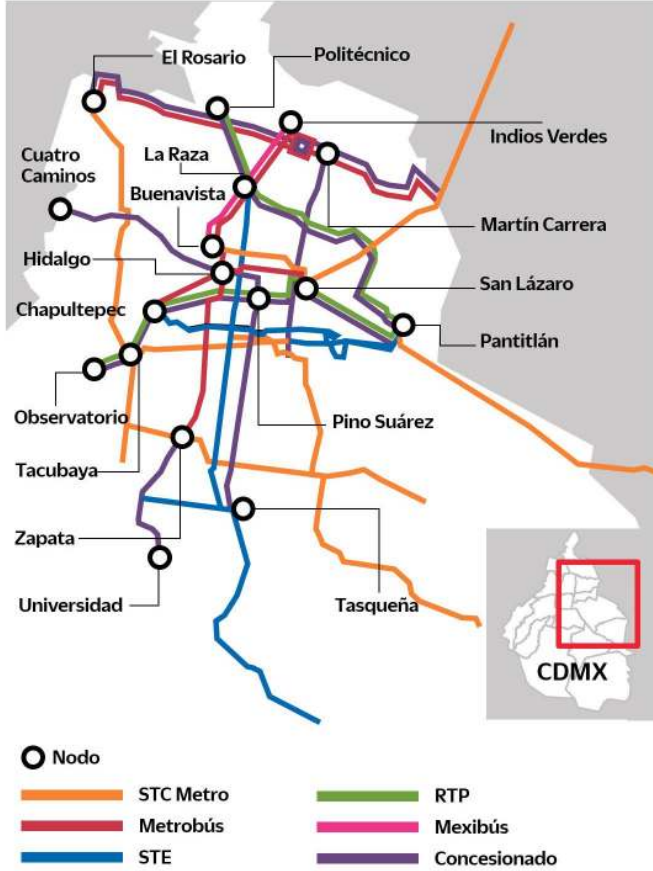 El Rosario
Politécnico
Indios Verdes
La Raza
Cuatro
Caminos
Buenavista
Martín Carrera
Hidalgo
San Lázaro
Chapultepec
Pantitlán
Observatorio
Pino Suárez
Tacubaya
Zapata
Universidad
Tasqueña
CDMX
Nodo
STC Metro
RTP
Metrobús
Mexibús
STE
Concesionado